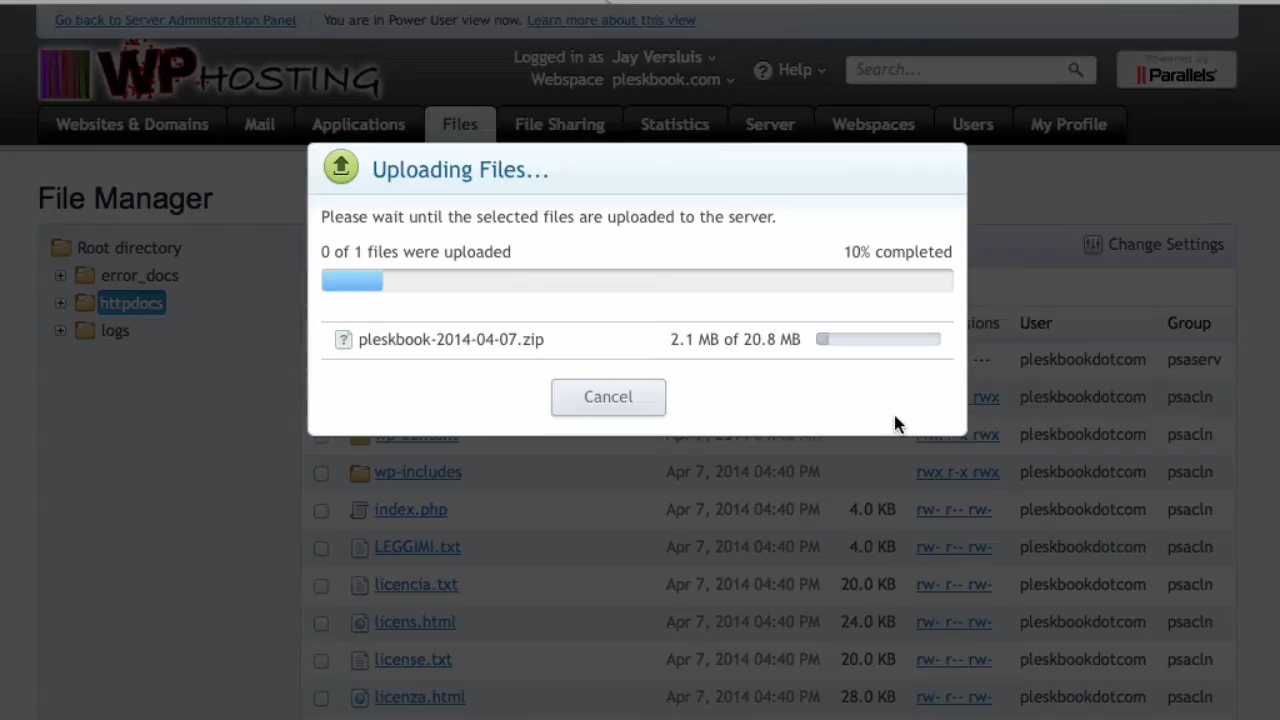 Go back to Server Administration Panel You are in Power User view now. Learn more about this view
WP HOSTING
Logged in as Jay Versluis
Webspace pleskbook.com
Help
Search...
Powered by
Parallels
Websites & Domains Mail Applications Files File Sharing Statistics Server Webspaces Users My Profile
File Manager
Uploading Files...
Please wait until the selected files are uploaded to the server.
0 of 1 files were uploaded 10% completed
pleskbook-2014-04-07.zip 2.1 MB of 20.8 MB
Cancel
Root directory
error_docs
httpdocs
logs
Change Settings
User Group
--- pleskbookdotcom psaserv
rwx pleskbookdotcom psacln
rwx pleskbookdotcom psacln
wp-includes Apr 7, 2014 04:40 PM rwx r-x rwx pleskbookdotcom psacln
index.php Apr 7, 2014 04:40 PM 4.0 KB rw- r-- rw- pleskbookdotcom psacln
LEGGIMI.txt Apr 7, 2014 04:40 PM 4.0 KB rw- r-- rw- pleskbookdotcom psacln
licencia.txt Apr 7, 2014 04:40 PM 20.0 KB rw- r-- rw- pleskbookdotcom psacln
licens.html Apr 7, 2014 04:40 PM 24.0 KB rw- r-- rw- pleskbookdotcom psacln
license.txt Apr 7, 2014 04:40 PM 20.0 KB rw- r-- rw- pleskbookdotcom psacln
licenza.html Apr 7, 2014 04:40 PM 28.0 KB rw- r-- rw- pleskbookdotcom psacln